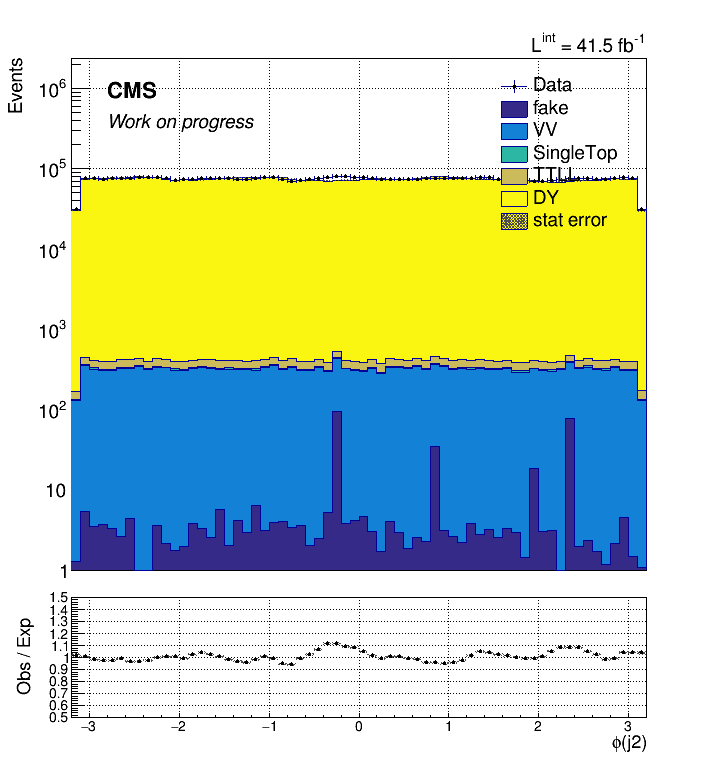 L^int = 41.5 fb^-1
Events
CMS
Work on progress
Data
fake
VV
SingleTop
DY
stat error
10^6
10^5
10^4
10^3
10^2
10
1
Obs / Exp
1.5
1.4
1.3
1.2
1.1
1
0.9
0.8
0.7
0.6
0.5
−3
−2
−1
0
1
2
3
ϕ(j2)